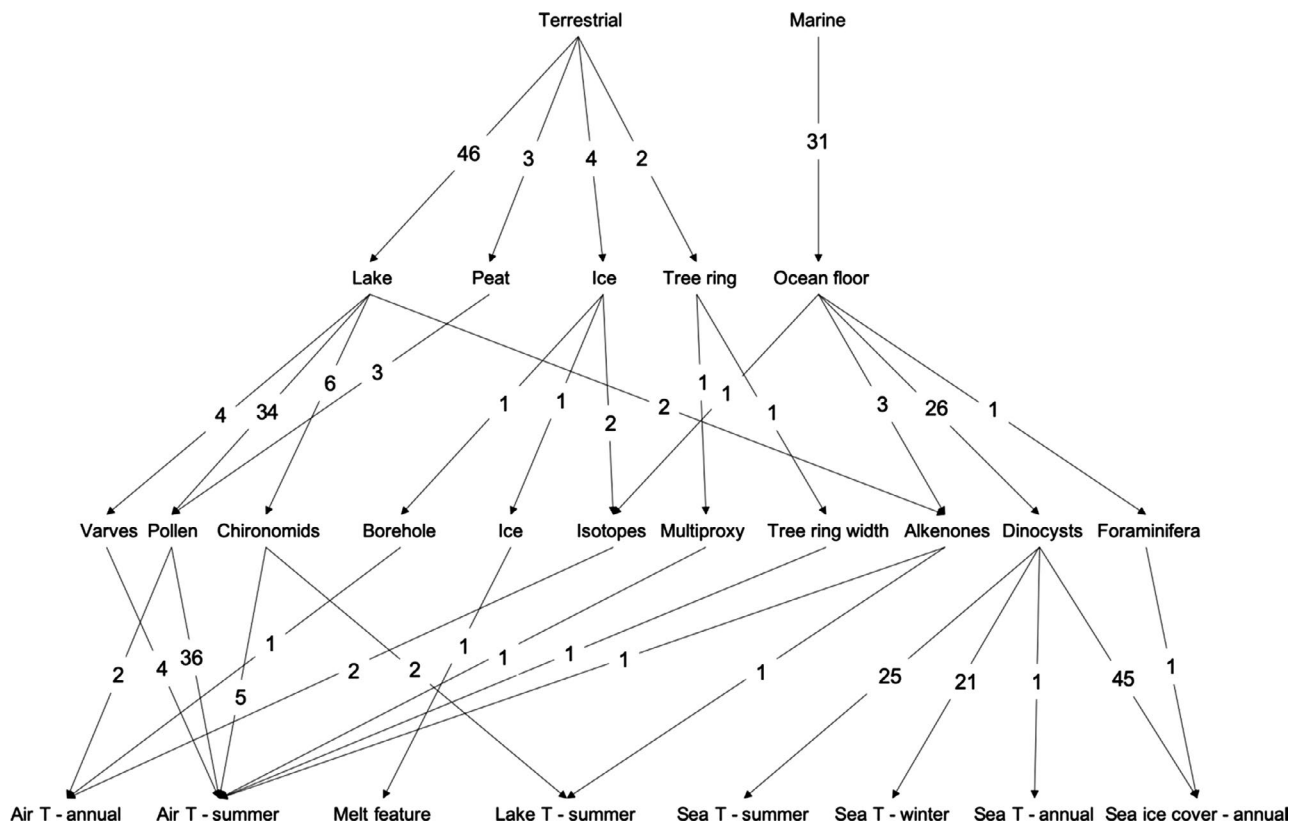 Terrestrial Marine
46 3 4 2 31
Lake Peat Ice Tree ring Ocean floor
4 34 6 3 1 1 2 2 1 1 1 3 26 1
Varves Pollen Chironomids Borehole Ice Isotopes Multiproxy Tree ring width Alkenones Dinocysts Foraminifera
2 4 36 5 1 2 2 1 1 1 1 1 25 21 1 45 1
Air T - annual Air T - summer Melt feature Lake T - summer Sea T - summer Sea T - winter Sea T - annual Sea ice cover - annual